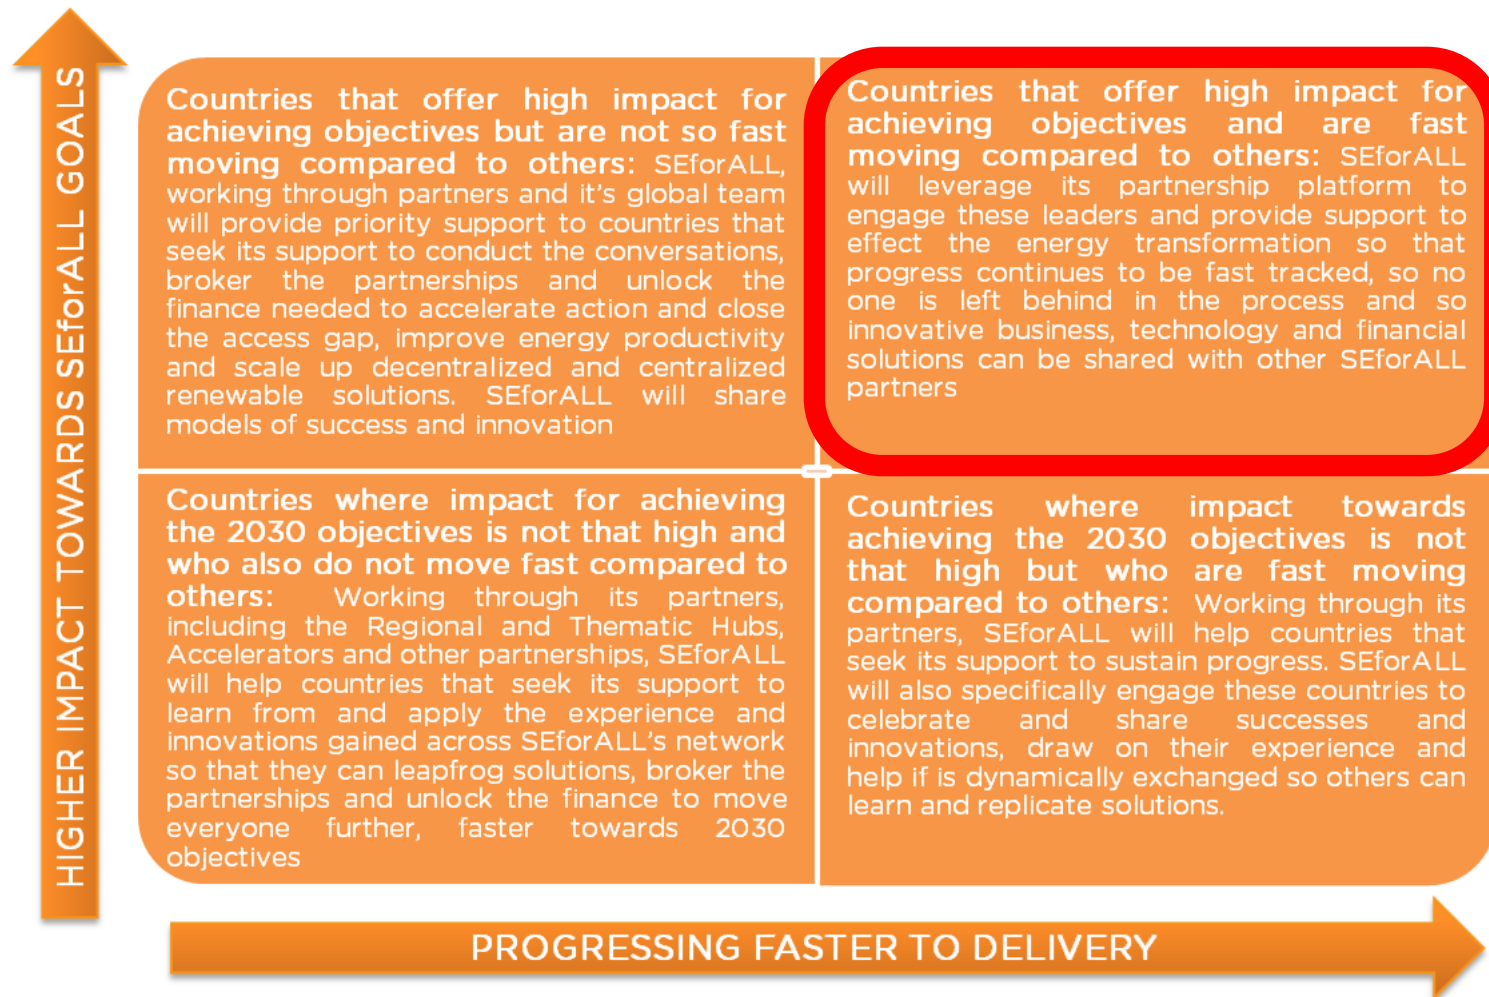 HIGHER IMPACT TOWARDS SEforALL GOALS
Countries that offer high impact for
achieving objectives but are not so fast
moving compared to others: SEforALL,
working through partners and it's global team
will provide priority support to countries that
seek its support to conduct the conversations,
broker the partnerships and unlock the
finance needed to accelerate action and close
the access gap, improve energy productivity
and scale up decentralized and centralized
renewable solutions. SEforALL will share
models of success and innovation
Countries that offer high impact for
achieving objectives and are fast
moving compared to others: SEforALL
will leverage its partnership platform to
engage these leaders and provide support to
effect the energy transformation so that
progress continues to be fast tracked, so no
one is left behind in the process and so
innovative business, technology and financial
solutions can be shared with other SEforALL
partners
Countries where impact for achieving
the 2030 objectives is not that high and
who also do not move fast compared to
others: Working through its partners,
including the Regional and Thematic Hubs,
Accelerators and other partnerships, SEforALL
will help countries that seek its support to
learn from and apply the experience and
innovations gained across SEforALL's network
so that they can leapfrog solutions, broker the
partnerships and unlock the finance to move
everyone further, faster towards 2030
objectives
Countries where impact towards
achieving the 2030 objectives is not
that high but who are fast moving
compared to others: Working through its
partners, SEforALL will help countries that
seek its support to sustain progress. SEforALL
will also specifically engage these countries to
celebrate and share successes and
innovations, draw on their experience and
help if is dynamically exchanged so others can
learn and replicate solutions.
PROGRESSING FASTER TO DELIVERY